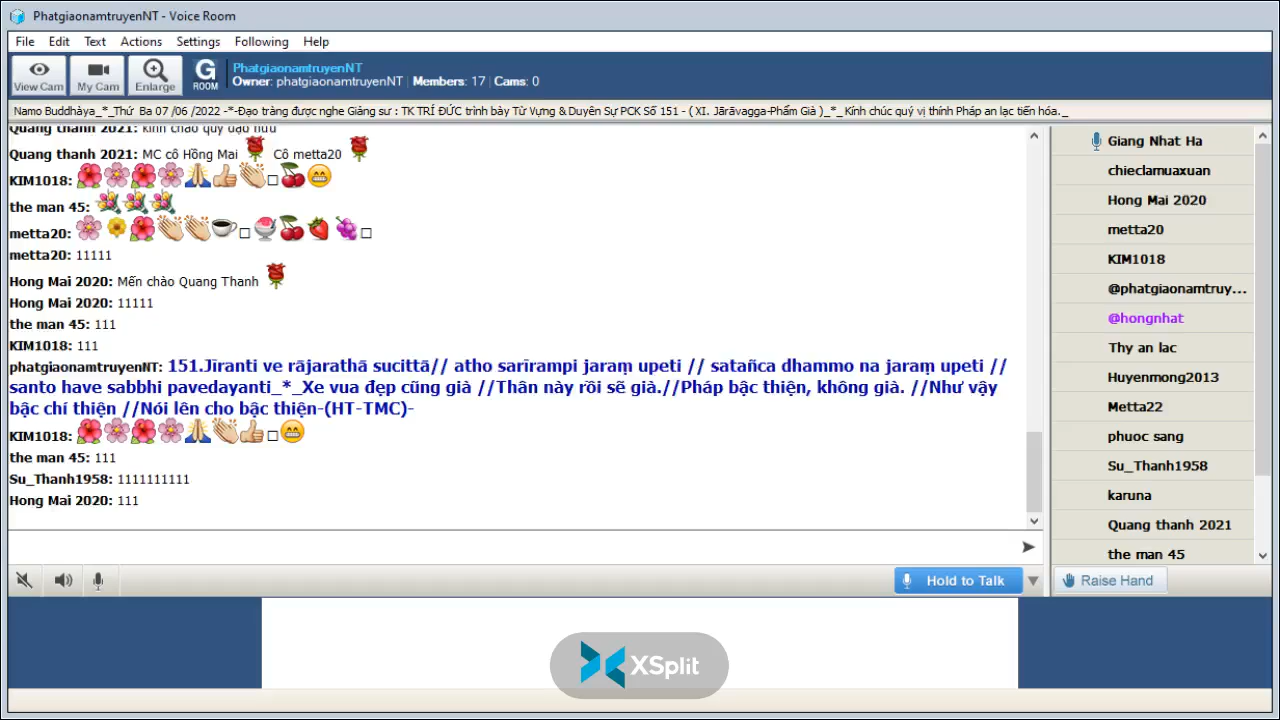 PhatgiaonamtruyenNT - Voice Room
File Edit Text Actions Settings Following Help
View Cam
My Cam
Enlarge
G
ROOM
PhatgiaonamtruyenNT
Owner: phatgiaonamtruyenNT | Members: 17 | Cams: 0
Namo Buddhàya_*_Thứ Ba 07 /06 /2022 -*-Đạo tràng được nghe Giảng sư : TK TRÍ ĐỨC trình bày Từ Vựng & Duyên Sự PCK Số 151 - ( XI. Jārāvagga-Phẩm Già )_*_ Kính chúc quý vị thính Pháp an lạc tiến hóa._
Quang thanh 2021: kính chào quý đạo hữu
Quang thanh 2021: MC cô Hồng Mai Cô metta20
KIM1018:
the man 45:
metta20:
metta20: 11111
Hong Mai 2020: Mến chào Quang Thanh
Hong Mai 2020: 11111
the man 45: 111
KIM1018: 111
phatgiaonamtruyenNT: 151.Jīranti ve rājarathā sucittā// atho sarīrampi jaraṃ upeti // satañca dhammo na jaraṃ upeti //
santo have sabbhi pavedayanti_*_Xe vua đẹp cũng già //Thân này rồi sẽ già.//Pháp bậc thiện, không già. //Như vậy
bậc chí thiện //Nói lên cho bậc thiện-(HT-TMC)-
KIM1018:
the man 45: 111
Su_Thanh1958: 1111111111
Hong Mai 2020: 111
Giang Nhat Ha
chieclamuaxuan
Hong Mai 2020
metta20
KIM1018
@phatgiaonamtruy...
@hongnhat
Thy an lac
Huyenmong2013
Metta22
phuoc sang
Su_Thanh1958
karuna
Quang thanh 2021
the man 45
Hold to Talk
Raise Hand
XSplit